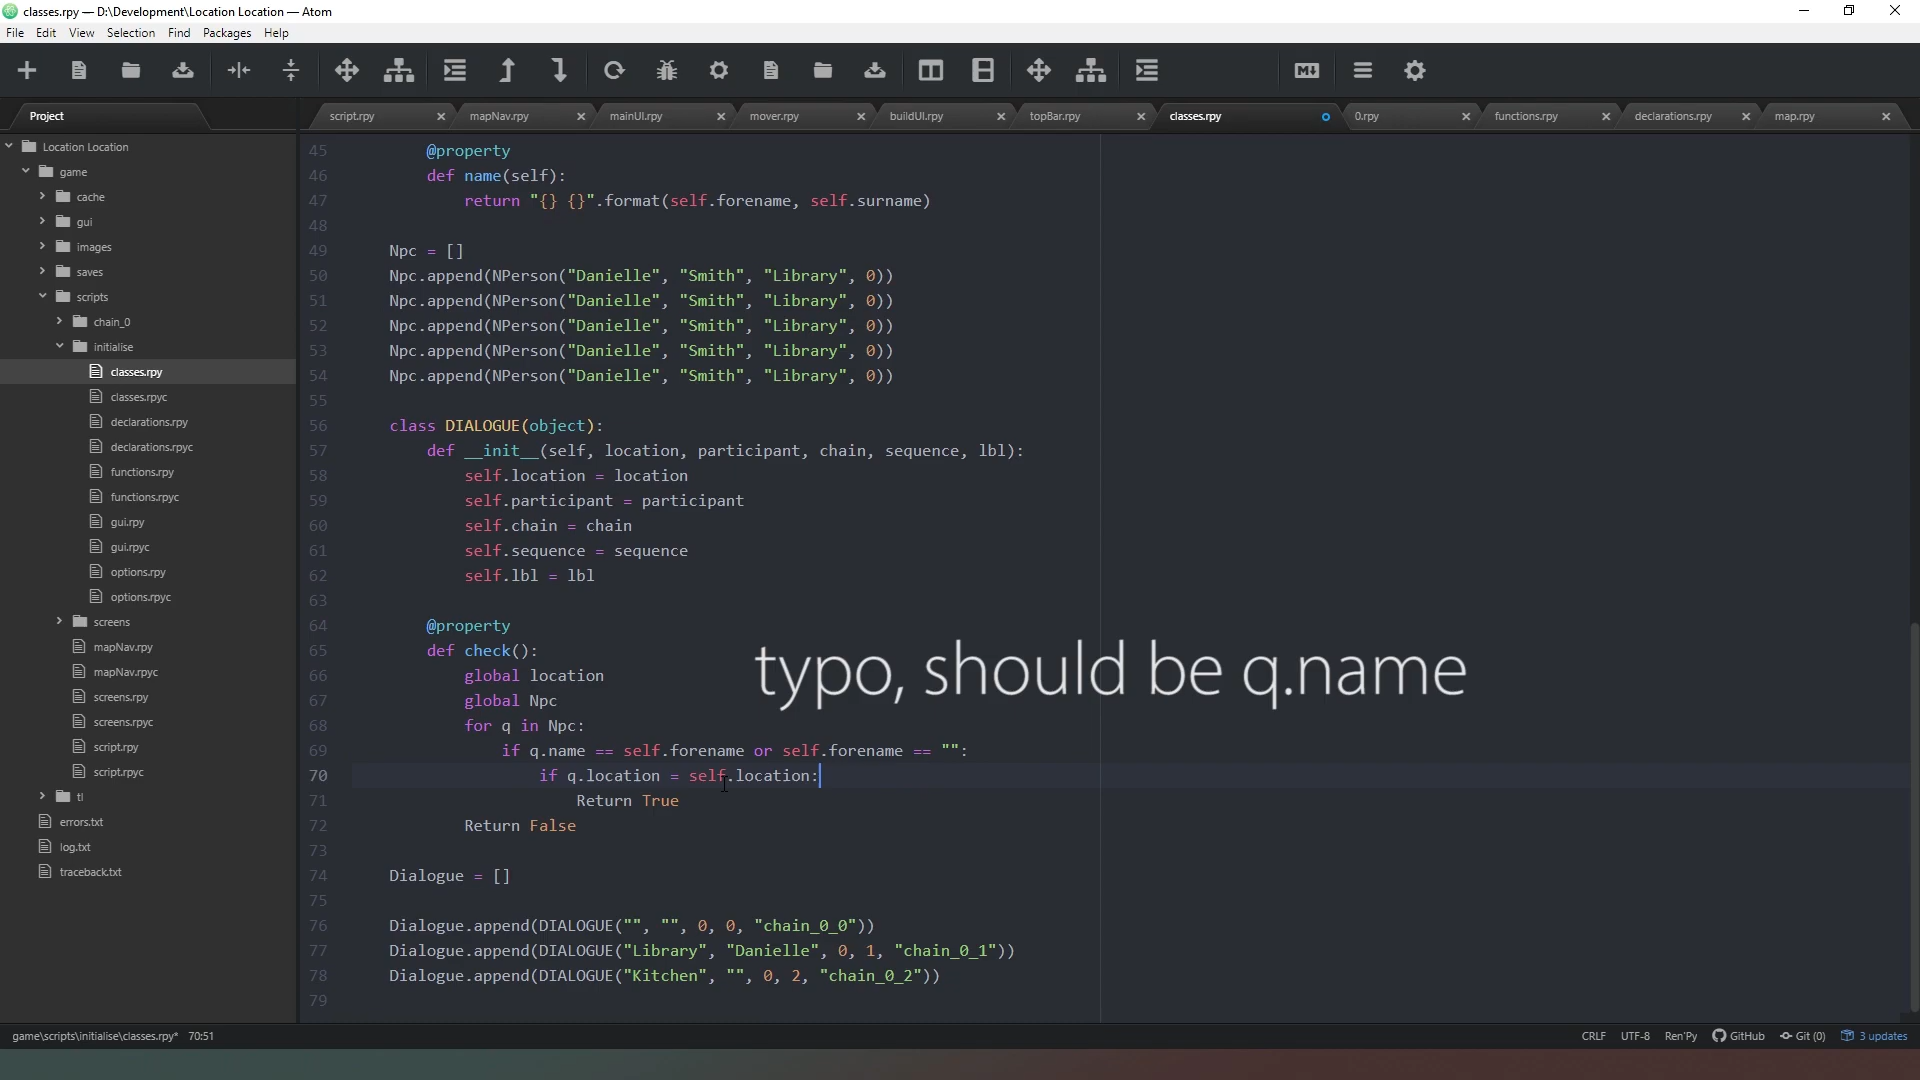 classes.rpy — D:\Development\Location Location — Atom
File Edit View Selection Find Packages Help
Project
script.rpy mapNav.rpy mainUI.rpy mover.rpy buildUI.rpy topBar.rpy classes.rpy 0.rpy functions.rpy declarations.rpy map.rpy
Location Location
game
cache
gui
images
saves
scripts
chain_0
initialise
classes.rpy
classes.rpyc
declarations.rpy
declarations.rpyc
functions.rpy
functions.rpyc
gui.rpy
gui.rpyc
options.rpy
options.rpyc
screens
mapNav.rpy
mapNav.rpyc
screens.rpy
screens.rpyc
script.rpy
script.rpyc
tl
errors.txt
log.txt
traceback.txt
45 @property
46 def name(self):
47 return "{} {}".format(self.forename, self.surname)
48
49 Npc = []
50 Npc.append(NPerson("Danielle", "Smith", "Library", 0))
51 Npc.append(NPerson("Danielle", "Smith", "Library", 0))
52 Npc.append(NPerson("Danielle", "Smith", "Library", 0))
53 Npc.append(NPerson("Danielle", "Smith", "Library", 0))
54 Npc.append(NPerson("Danielle", "Smith", "Library", 0))
55
56 class DIALOGUE(object):
57 def __init__(self, location, participant, chain, sequence, lbl):
58 self.location = location
59 self.participant = participant
60 self.chain = chain
61 self.sequence = sequence
62 self.lbl = lbl
63
64 @property
65 def check():
66 global location
67 global Npc
68 for q in Npc:
69 if q.name == self.forename or self.forename == "":
70 if q.location = self.location:
71 Return True
72 Return False
73
74 Dialogue = []
75
76 Dialogue.append(DIALOGUE("", "", 0, 0, "chain_0_0"))
77 Dialogue.append(DIALOGUE("Library", "Danielle", 0, 1, "chain_0_1"))
78 Dialogue.append(DIALOGUE("Kitchen", "", 0, 2, "chain_0_2"))
79
typo, should be q.name
game\scripts\initialise\classes.rpy* 70:51
CRLF UTF-8 Ren'Py GitHub Git (0) 3 updates